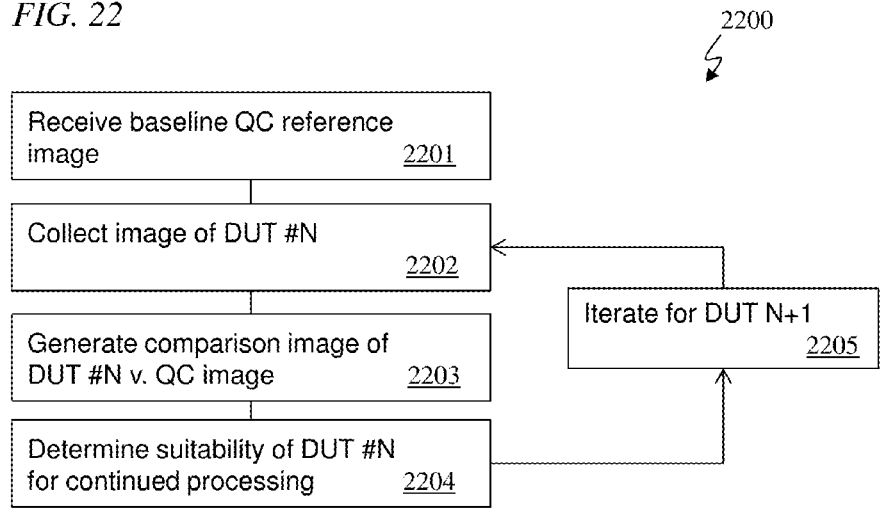 FIG. 22
2200
Receive baseline QC reference
image 2201
Collect image of DUT #N
2202
Generate comparison image of
DUT #N v. QC image 2203
Determine suitability of DUT #N
for continued processing 2204
Iterate for DUT N+1
2205